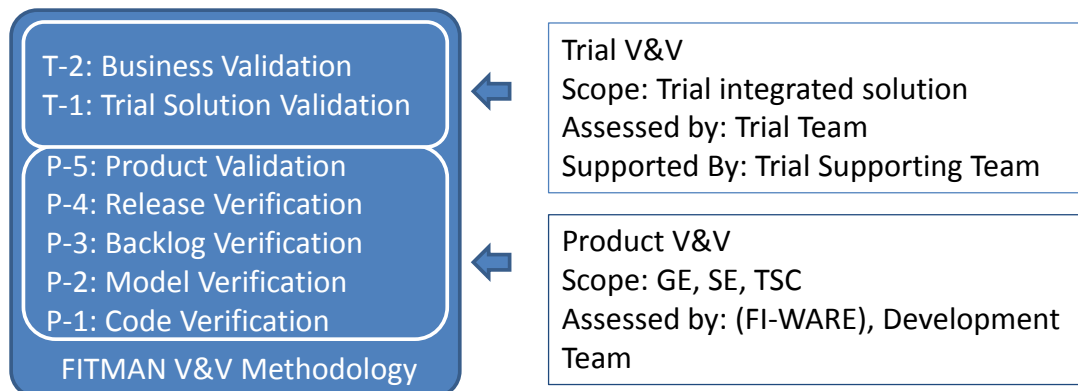 T-2: Business Validation
T-1: Trial Solution Validation
P-5: Product Validation
P-4: Release Verification
P-3: Backlog Verification
P-2: Model Verification
P-1: Code Verification
FITMAN V&V Methodology
Trial V&V
Scope: Trial integrated solution
Assessed by: Trial Team
Supported By: Trial Supporting Team
Product V&V
Scope: GE, SE, TSC
Assessed by: (FI-WARE), Development
Team